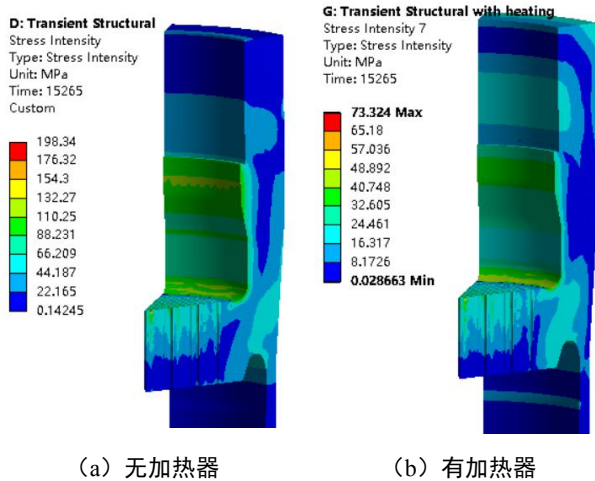 D: Transient Structural
Stress Intensity
Type: Stress Intensity
Unit: MPa
Time: 15265
Custom
198.34
176.32
154.3
132.27
110.25
88.231
66.209
44.187
22.165
0.14245
G: Transient Structural with heating
Stress Intensity 7
Type: Stress Intensity
Unit: MPa
Time: 15265
73.324 Max
65.18
57.036
48.892
40.748
32.605
24.461
16.317
8.1726
0.028663 Min
（a）无加热器
（b）有加热器